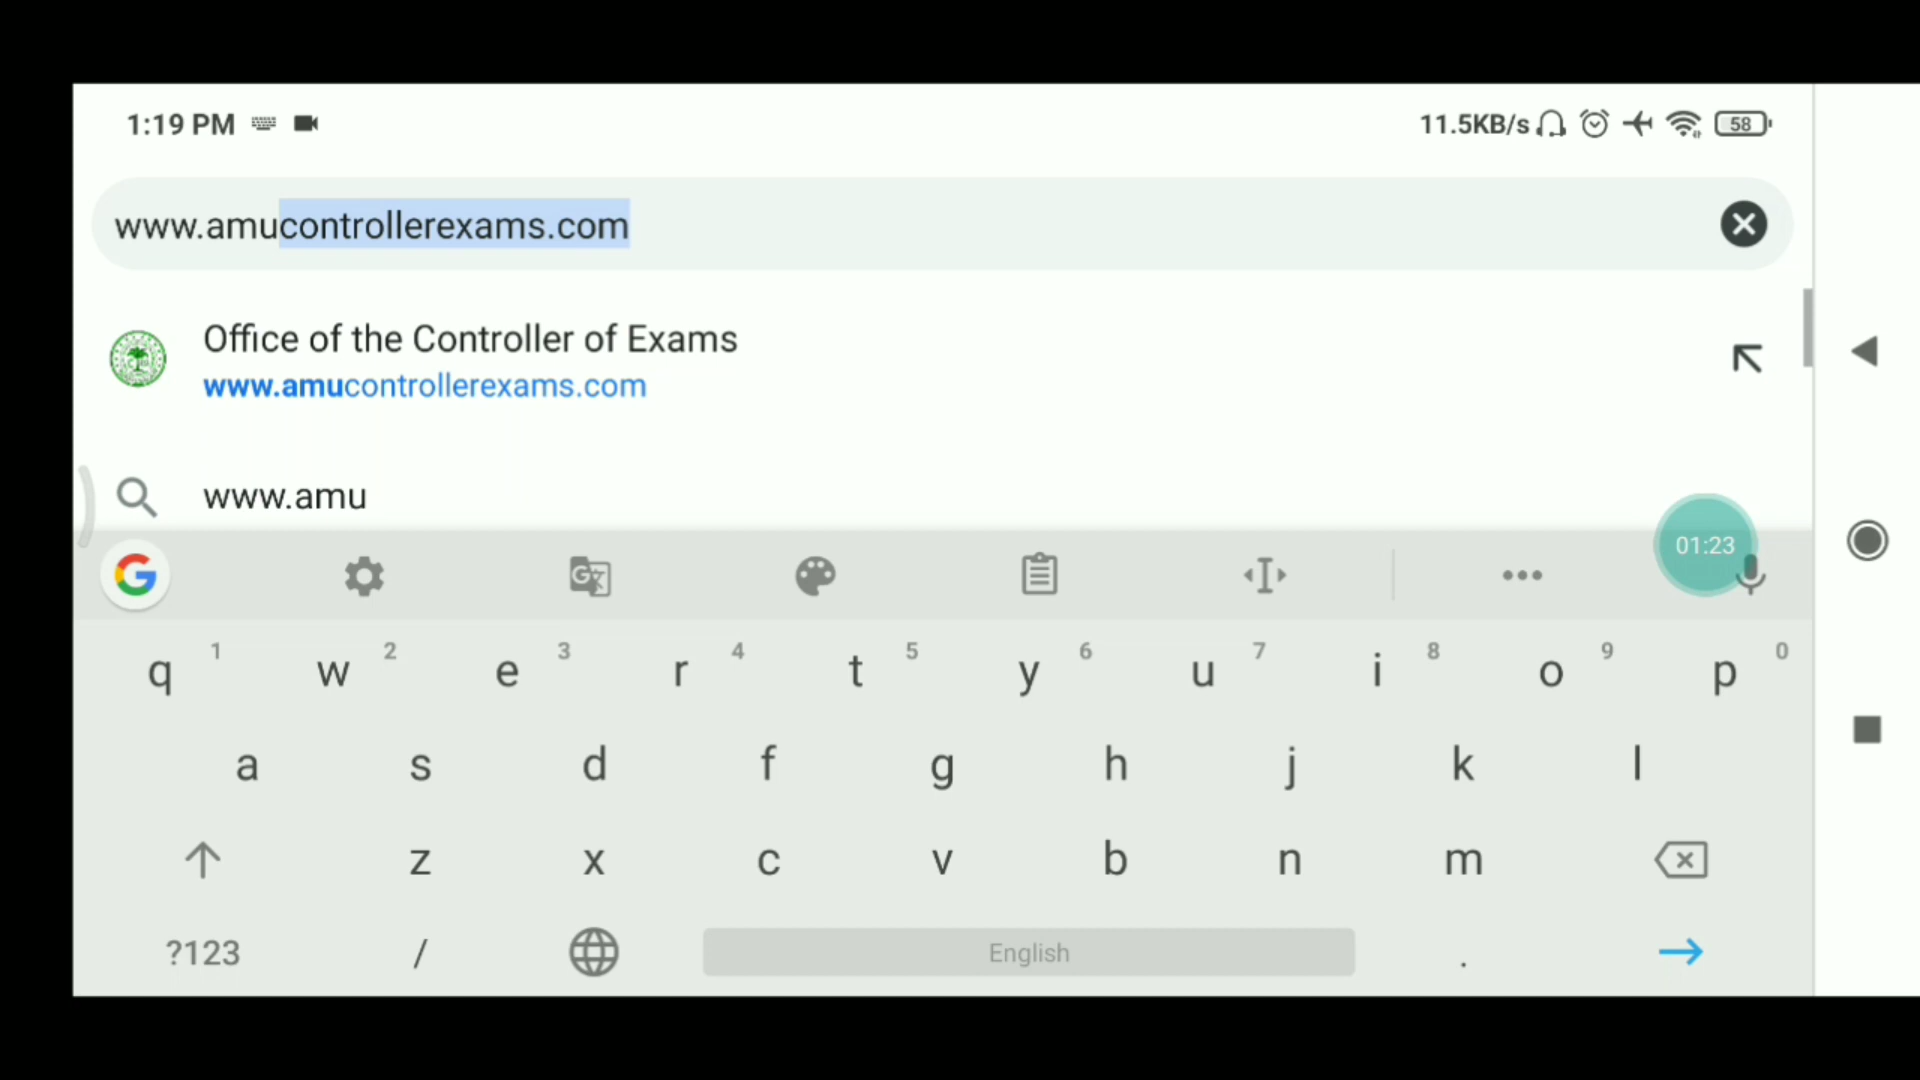 1:19 PM
11.5KB/s
58
www.amucontrollerexams.com
Office of the Controller of Exams
www.amucontrollerexams.com
www.amu
01:23
q 1 w 2 e 3 r 4 t 5 y 6 u 7 i 8 o 9 p 0
a s d f g h j k l
z x c v b n m
?123 / English .